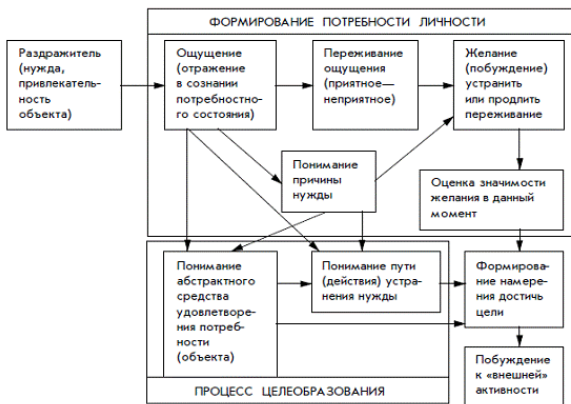 ФОРМИРОВАНИЕ ПОТРЕБНОСТИ ЛИЧНОСТИ
Раздражитель
(нужда,
привлекатель-
ность
объекта)
Ощущение
(отражение
в сознании
потребностно-
го состояния)
Переживание
ощущения
(приятное—
неприятное)
Желание
(побуждение)
устранить
или продлить
переживание
Понимание
причины
нужды
Оценка значимости
желания в данный
момент
Понимание
абстрактного
средства
удовлетворе-
ния потреб-
ности
(объекта)
Понимание пути
(действия) устра-
нения нужды
Формирова-
ние намере-
ния достичь
цели
Побуждение
к «внешней»
активности
ПРОЦЕСС ЦЕЛЕОБРАЗОВАНИЯ